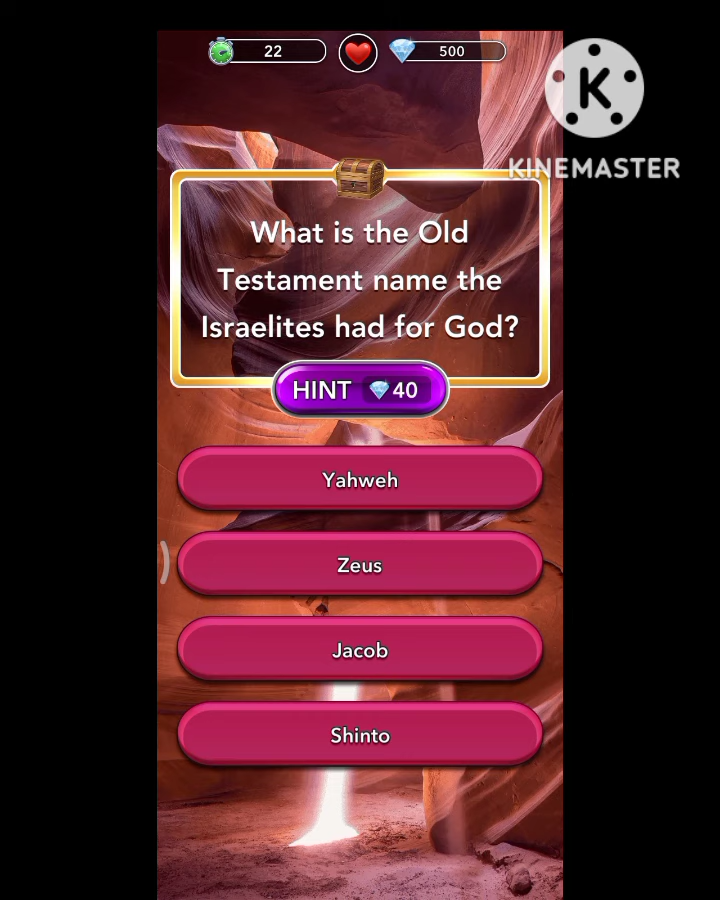 22
500
K
KINEMASTER
What is the Old
Testament name the
Israelites had for God?
HINT 40
Yahweh
Zeus
Jacob
Shinto